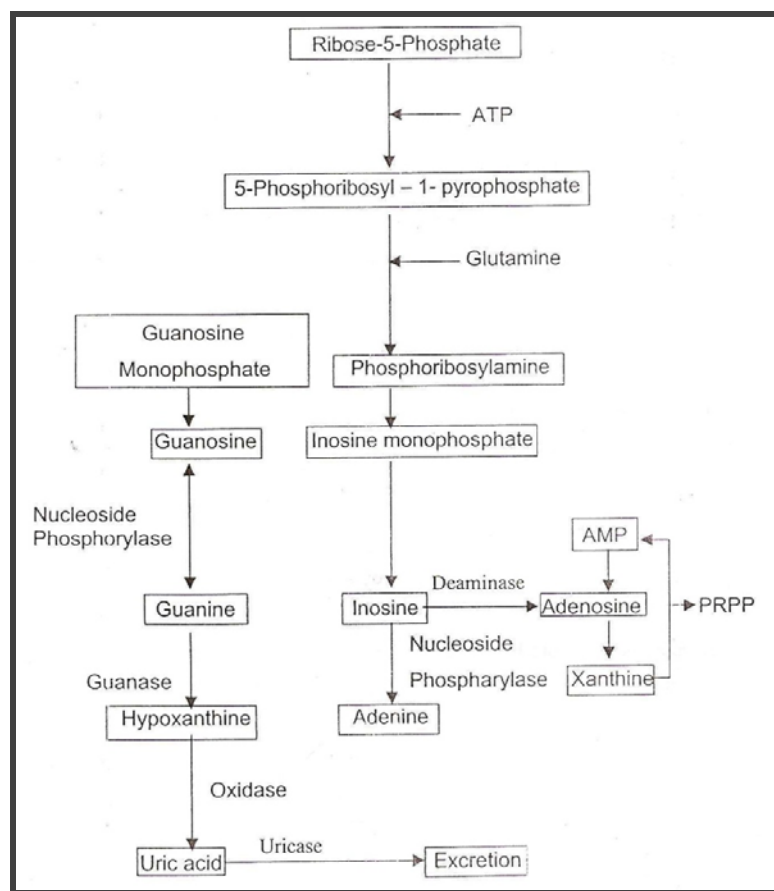 Ribose-5-Phosphate
ATP
5-Phosphoribosyl – 1- pyrophosphate
Glutamine
Guanosine
Monophosphate
Phosphoribosylamine
Guanosine
Inosine monophosphate
Nucleoside
Phosphorylase
AMP
Deaminase
Guanine
Inosine
Adenosine
PRPP
Nucleoside
Phospharylase
Xanthine
Guanase
Hypoxanthine
Adenine
Oxidase
Uric acid
Uricase
Excretion